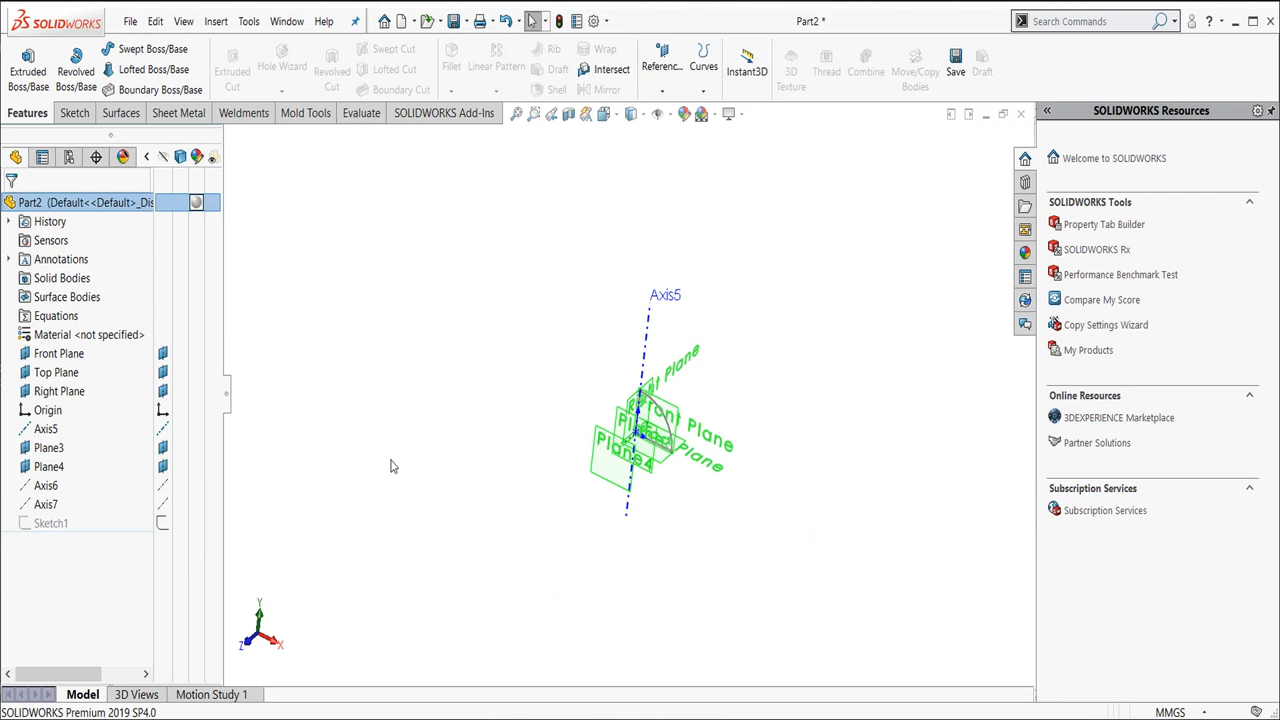 SOLIDWORKS File Edit View Insert Tools Window Help Part2 * Search Commands ?
Extruded Boss/Base
Revolved Boss/Base
Swept Boss/Base
Lofted Boss/Base
Boundary Boss/Base
Extruded Cut
Hole Wizard
Revolved Cut
Swept Cut
Lofted Cut
Boundary Cut
Fillet
Linear Pattern
Rib
Draft
Shell
Wrap
Intersect
Mirror
Referenc...
Curves
Instant3D
3D Texture
Thread
Combine
Move/Copy Bodies
Save
Draft
Features Sketch Surfaces Sheet Metal Weldments Mold Tools Evaluate SOLIDWORKS Add-Ins
Part2 (Default<<Default>_Dis
History
Sensors
Annotations
Solid Bodies
Surface Bodies
Equations
Material <not specified>
Front Plane
Top Plane
Right Plane
Origin
Axis5
Plane3
Plane4
Axis6
Axis7
Sketch1
Axis5
Plane
Front Plane
Plane
Plane4
Y
Z
X
SOLIDWORKS Resources
Welcome to SOLIDWORKS
SOLIDWORKS Tools
Property Tab Builder
SOLIDWORKS Rx
Performance Benchmark Test
Compare My Score
Copy Settings Wizard
My Products
Online Resources
3DEXPERIENCE Marketplace
Partner Solutions
Subscription Services
Subscription Services
Model 3D Views Motion Study 1
SOLIDWORKS Premium 2019 SP4.0 MMGS